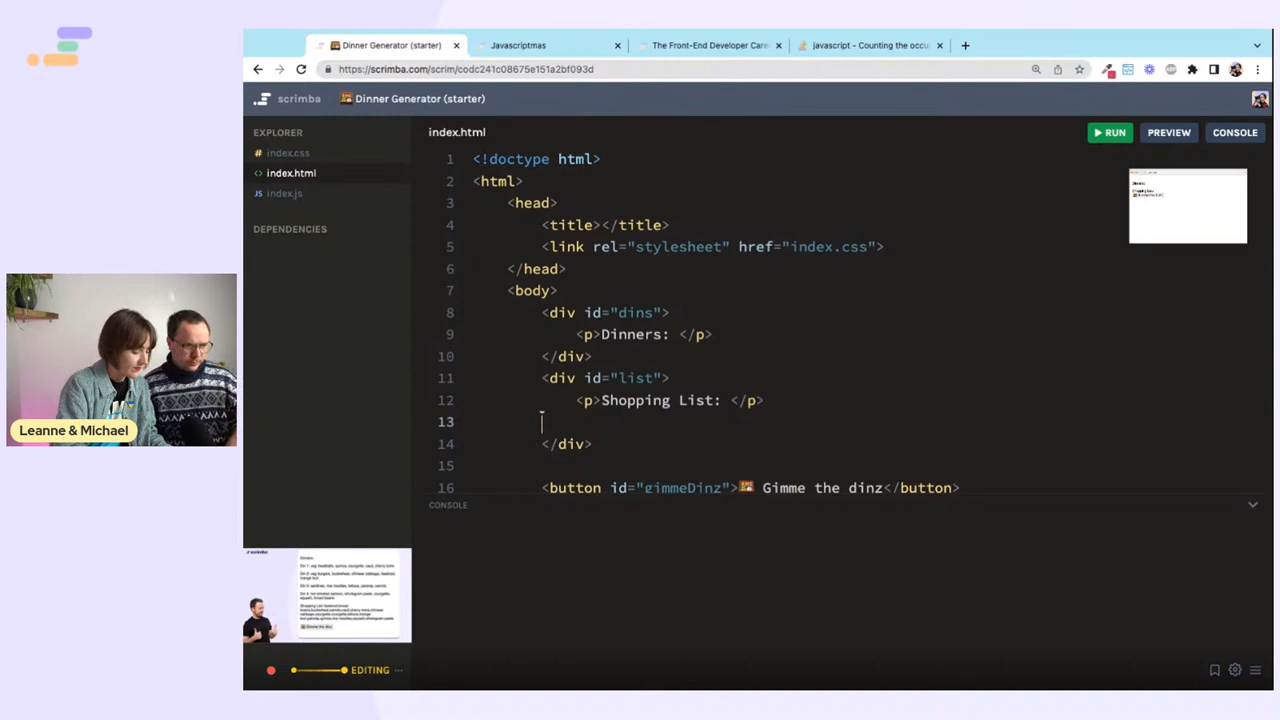 Dinner Generator (starter)
Javascriptmas
The Front-End Developer Care
javascript - Counting the occu
https://scrimba.com/scrim/codc241c08675e151a2bf093d
scrimba
Dinner Generator (starter)
EXPLORER
index.css
index.html
JS index.js
DEPENDENCIES
index.html
RUN
PREVIEW
CONSOLE
1 <!doctype html>
2 <html>
3 <head>
4 <title></title>
5 <link rel="stylesheet" href="index.css">
6 </head>
7 <body>
8 <div id="dins">
9 <p>Dinners: </p>
10 </div>
11 <div id="list">
12 <p>Shopping List: </p>
13
14 </div>
15
16 <button id="gimmeDinz">🍱 Gimme the dinz</button>
CONSOLE
Leanne & Michael
EDITING